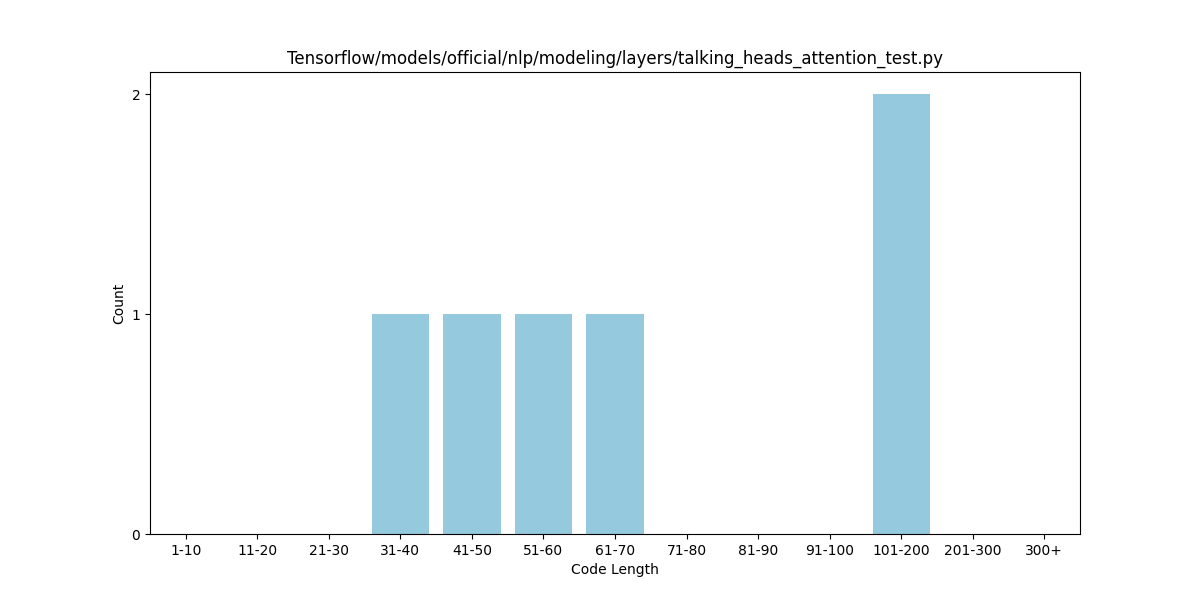 Tensorflow/models/official/nlp/modeling/layers/talking_heads_attention_test.py
2
1
0
Count
1-10 11-20 21-30 31-40 41-50 51-60 61-70 71-80 81-90 91-100 101-200 201-300 300+
Code Length